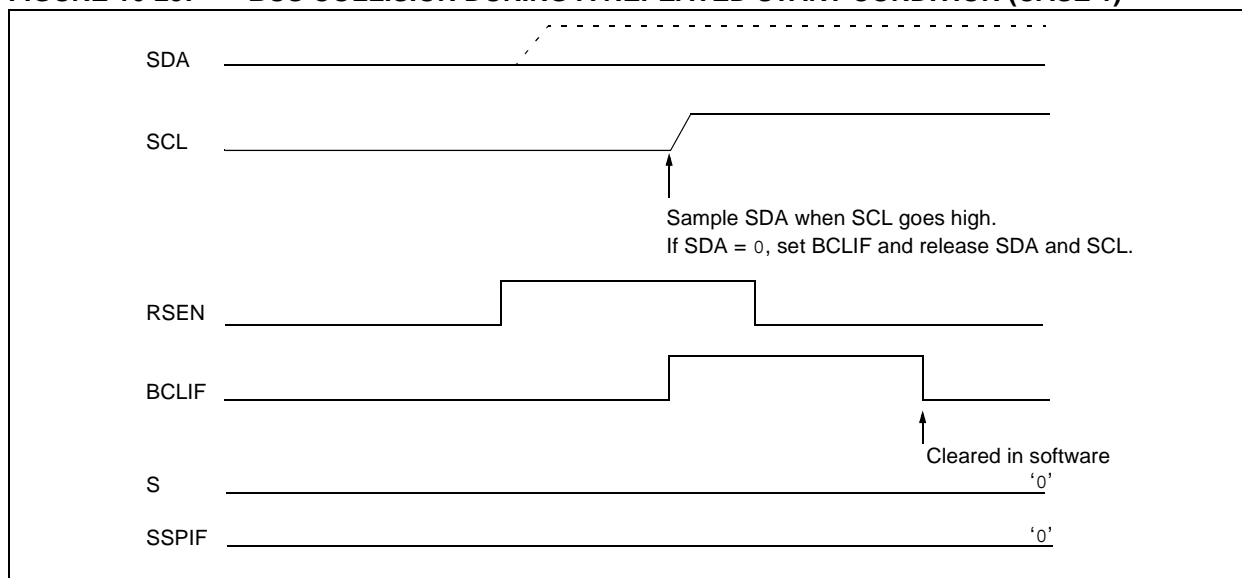 SDA
SCL
Sample SDA when SCL goes high.
If SDA = 0, set BCLIF and release SDA and SCL.
RSEN
BCLIF
Cleared in software
S
‘0’
SSPIF
‘0’